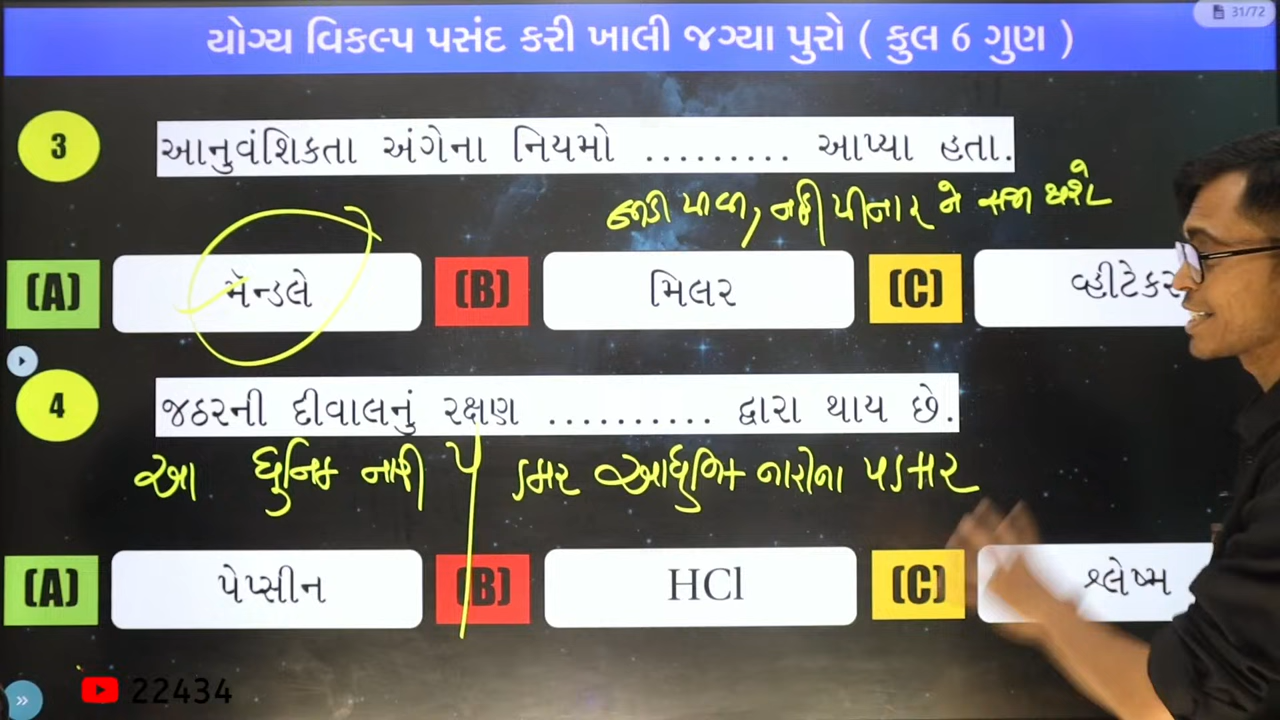 31/72
યોગ્ય વિકલ્પ પસંદ કરી ખાલી જગ્યા પુરો ( કુલ 6 ગુણ )
3 આનુવંશિકતા અંગેના નિયમો ......... આપ્યા હતા.
(A) મૅન્ડલે (B) મિલર (C) વ્હીટેકર
4 જઠરની દીવાલનું રક્ષણ .......... દ્વારા થાય છે.
આ ધુનિક નારી પ ડકાર
(A) પેપ્સીન (B) HCl (C) શ્લેષ્મ
22434